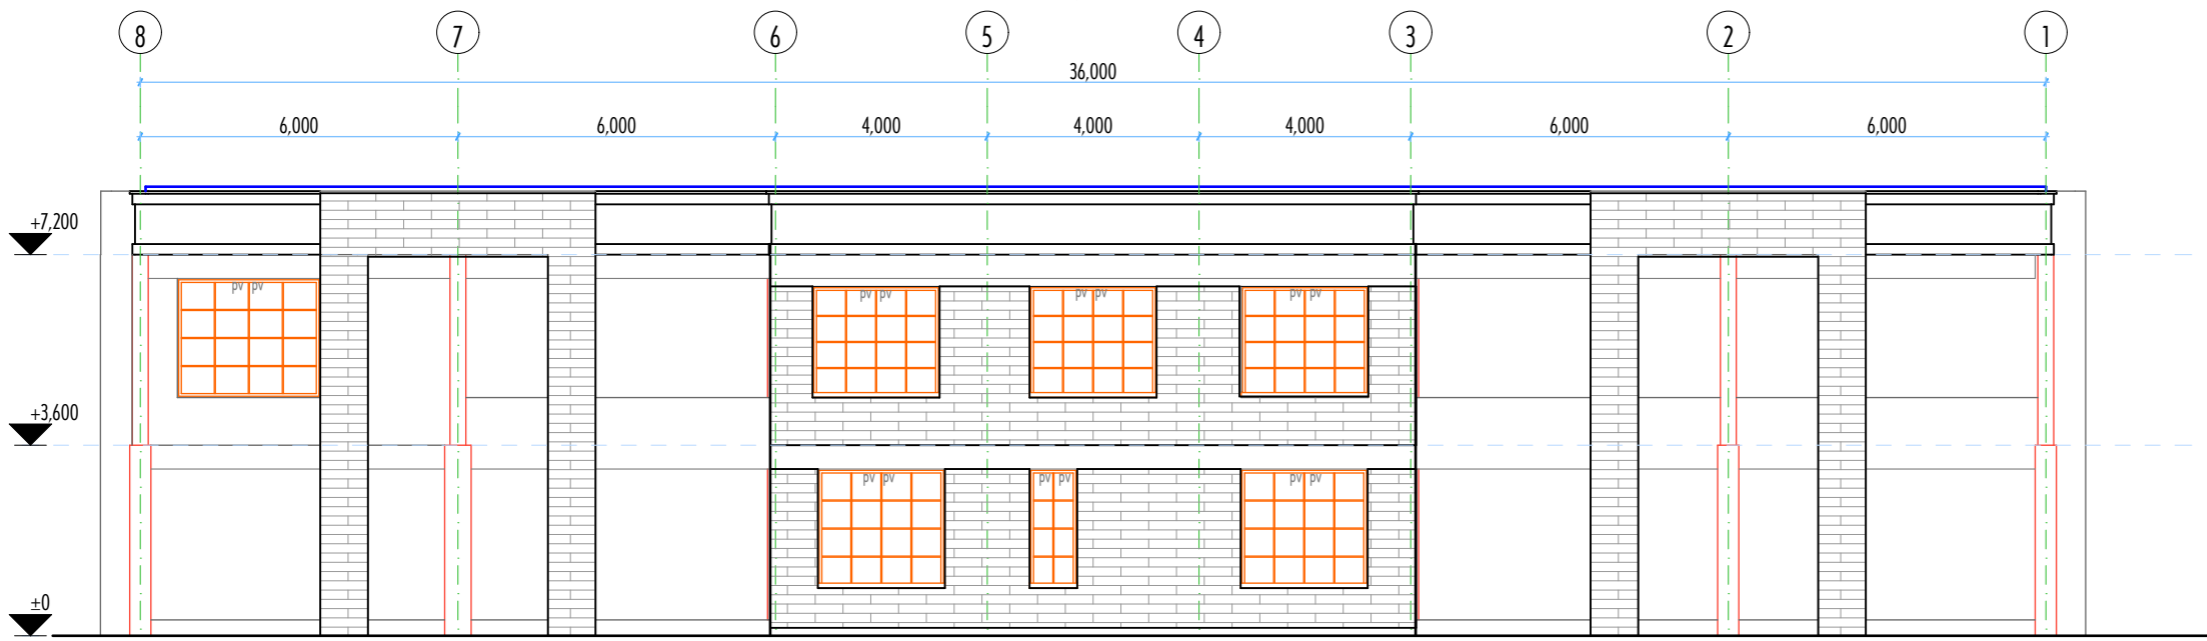 8 7 6 5 4 3 2 1
36,000
6,000 6,000 4,000 4,000 4,000 6,000 6,000
+7,200
pv pv
pv pv pv pv pv pv
+3,600
pv pv pv pv pv pv
±0